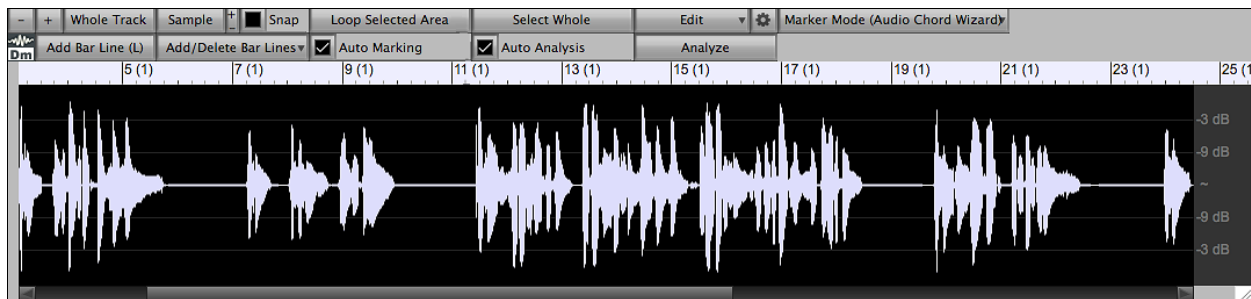 - + Whole Track Sample + - Snap Loop Selected Area Select Whole Edit Marker Mode (Audio Chord Wizard)
Dm Add Bar Line (L) Add/Delete Bar Lines Auto Marking Auto Analysis Analyze
5 (1) 7 (1) 9 (1) 11 (1) 13 (1) 15 (1) 17 (1) 19 (1) 21 (1) 23 (1) 25 (1
-3 dB
-9 dB
~
-9 dB
-3 dB